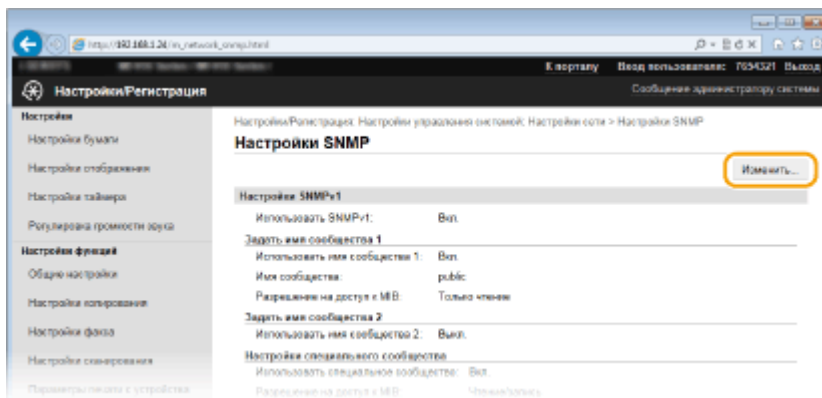 http://192.168.1.24/m_network_snmp.html
К порталу Вход пользователя: 7654321 Выход
Настройки/Регистрация
Сообщение администратору системы
Настройки
Настройки бумаги
Настройки отображения
Настройки таймера
Регулировка громкости звука
Настройки функций
Общие настройки
Настройки копирования
Настройки факса
Настройки сканирования
Параметры печати с устройства
Настройки/Регистрация: Настройки управления системой: Настройки сети > Настройки SNMP
Настройки SNMP
Изменить...
Настройки SNMPv1
Использовать SNMPv1: Вкл.
Задать имя сообщества 1
Использовать имя сообщества 1: Вкл.
Имя сообщества: public
Разрешение на доступ к MIB: Только чтение
Задать имя сообщества 2
Использовать имя сообщества 2: Выкл.
Настройки специального сообщества
Использовать специальное сообщество: Вкл.
Разрешение на доступ к MIB: Чтение/запись